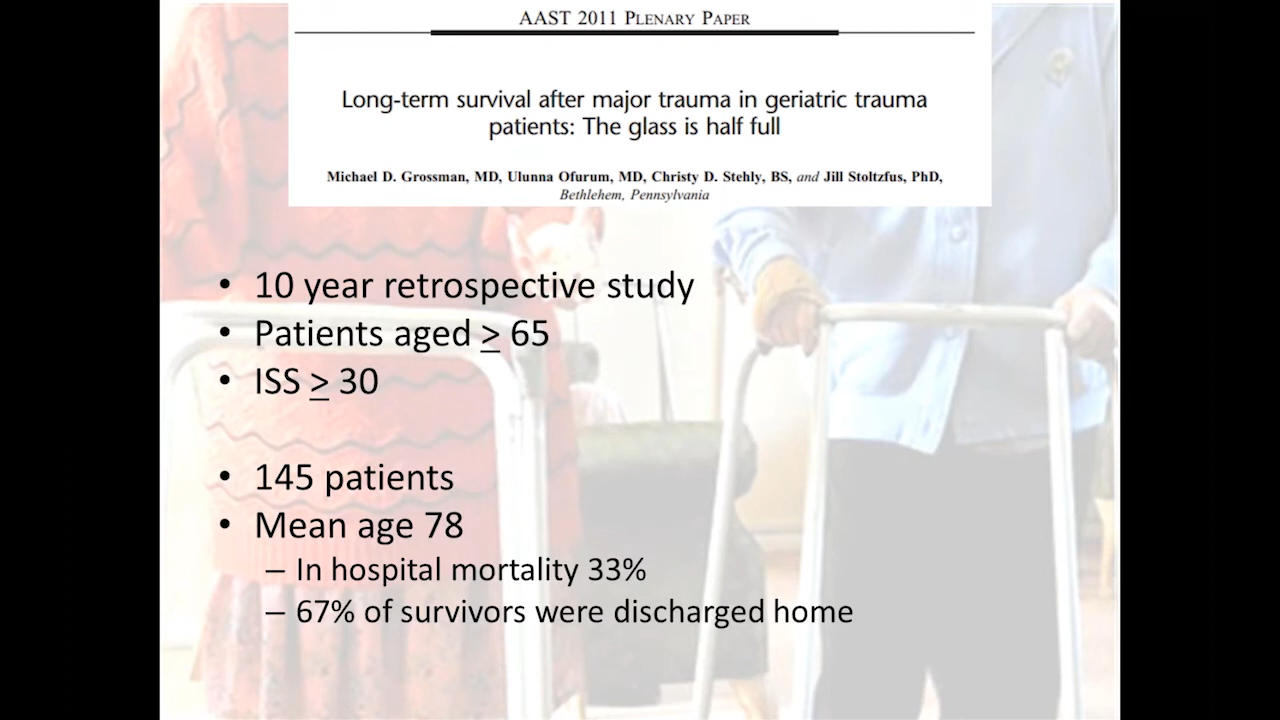 AAST 2011 PLENARY PAPER
Long-term survival after major trauma in geriatric trauma
patients: The glass is half full
Michael D. Grossman, MD, Ulunna Ofurum, MD, Christy D. Stehly, BS, and Jill Stoltzfus, PhD,
Bethlehem, Pennsylvania
• 10 year retrospective study
• Patients aged > 65
• ISS > 30
• 145 patients
• Mean age 78
– In hospital mortality 33%
– 67% of survivors were discharged home